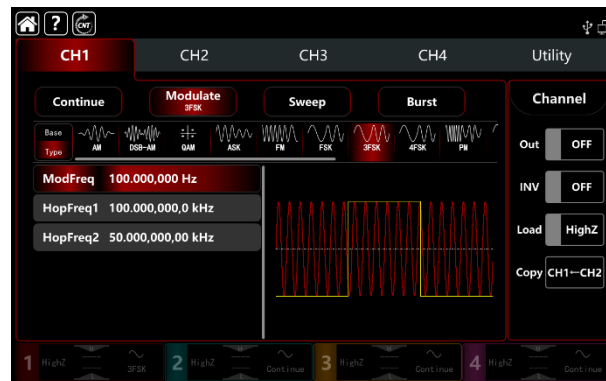 ? CNT
CH1 CH2 CH3 CH4 Utility
Continue Modulate 3FSK Sweep Burst Channel
Base Type AM DSB-AM QAM ASK FM FSK 3FSK 4FSK PM
Out OFF
ModFreq 100.000,000 Hz
INV OFF
HopFreq1 100.000,000,0 kHz
Load HighZ
HopFreq2 50.000,000,00 kHz
Copy CH1←CH2
1 HighZ 3FSK 2 HighZ Continue 3 HighZ Continue 4 HighZ Continue